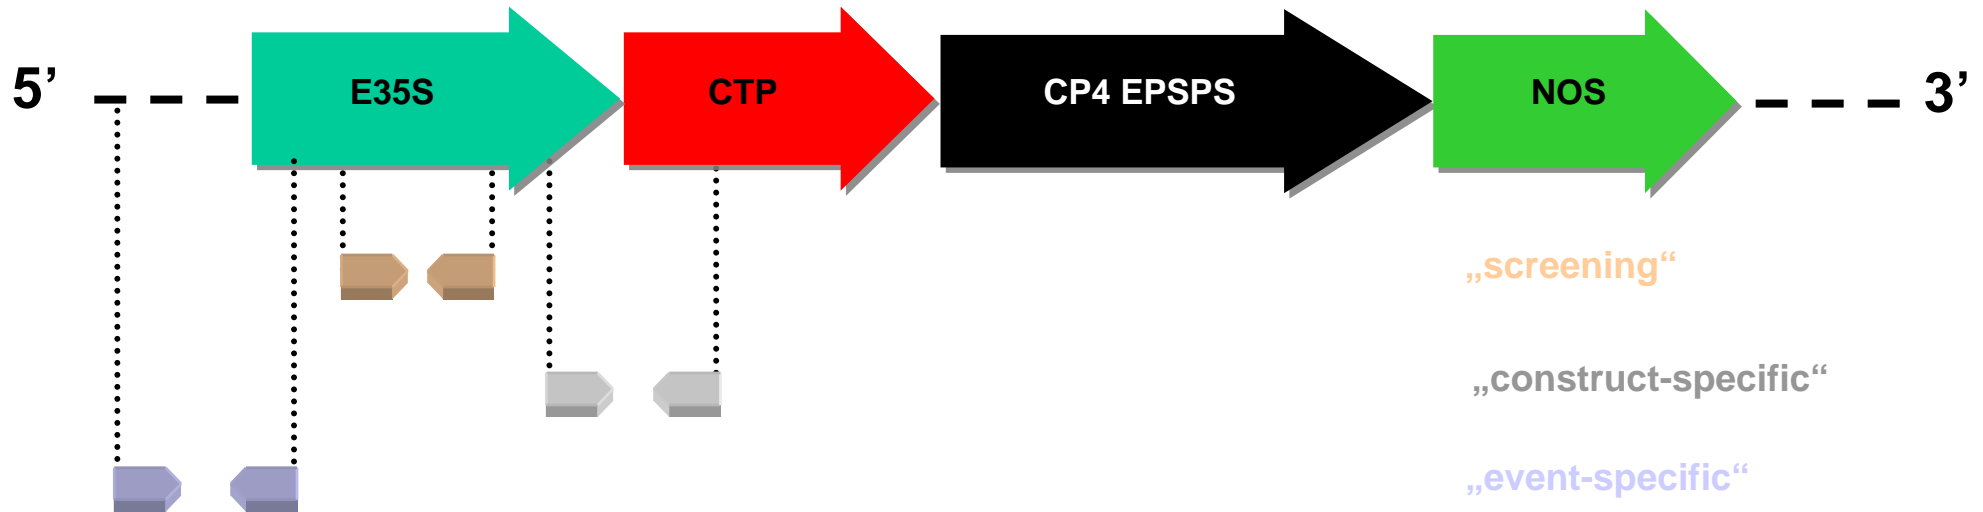 5’ E35S CTP CP4 EPSPS NOS 3’
„screening“
„construct-specific“
„event-specific“